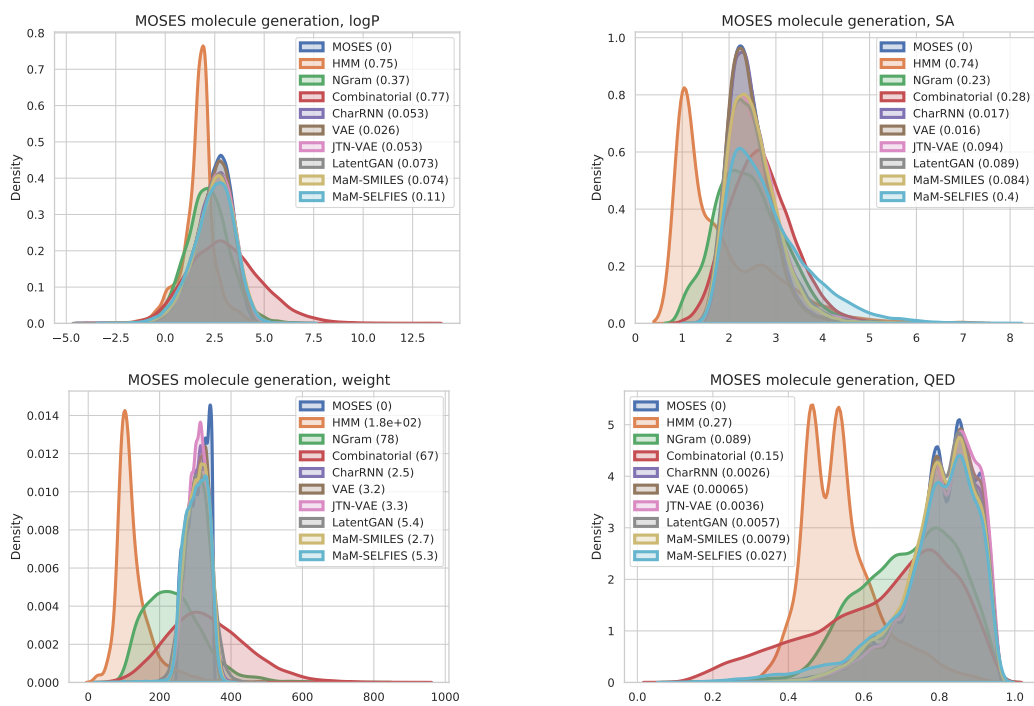 MOSES molecule generation, logP
0.8
0.7
0.6
0.5
0.4
0.3
0.2
0.1
0.0
Density
−5.0
−2.5
0.0
2.5
5.0
7.5
10.0
12.5
MOSES (0)
HMM (0.75)
NGram (0.37)
Combinatorial (0.77)
CharRNN (0.053)
VAE (0.026)
JTN-VAE (0.053)
LatentGAN (0.073)
MaM-SMILES (0.074)
MaM-SELFIES (0.11)
MOSES molecule generation, SA
1.0
0.8
0.6
0.4
0.2
0.0
Density
0
1
2
3
4
5
6
7
8
MOSES (0)
HMM (0.74)
NGram (0.23)
Combinatorial (0.28)
CharRNN (0.017)
VAE (0.016)
JTN-VAE (0.094)
LatentGAN (0.089)
MaM-SMILES (0.084)
MaM-SELFIES (0.4)
MOSES molecule generation, weight
0.014
0.012
0.010
0.008
0.006
0.004
0.002
0.000
Density
0
200
400
600
800
1000
MOSES (0)
HMM (1.8e+02)
NGram (78)
Combinatorial (67)
CharRNN (2.5)
VAE (3.2)
JTN-VAE (3.3)
LatentGAN (5.4)
MaM-SMILES (2.7)
MaM-SELFIES (5.3)
MOSES molecule generation, QED
5
4
3
2
1
0
Density
0.0
0.2
0.4
0.6
0.8
1.0
MOSES (0)
HMM (0.27)
NGram (0.089)
Combinatorial (0.15)
CharRNN (0.0026)
VAE (0.00065)
JTN-VAE (0.0036)
LatentGAN (0.0057)
MaM-SMILES (0.0079)
MaM-SELFIES (0.027)